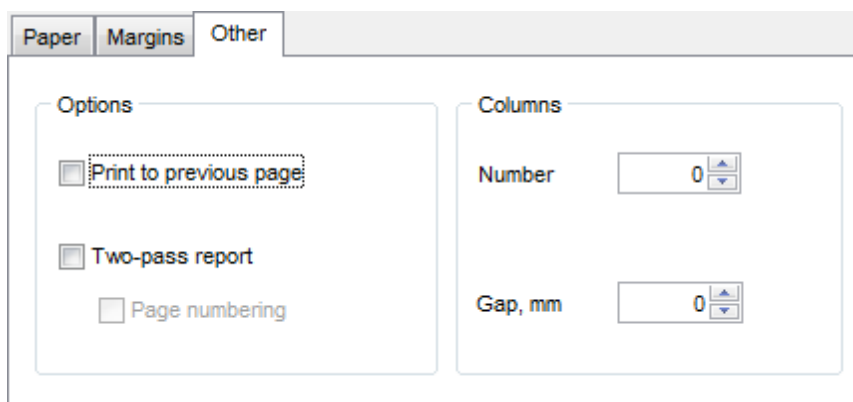 Paper Margins Other
Options
Print to previous page
Two-pass report
Page numbering
Columns
Number 0
Gap, mm 0